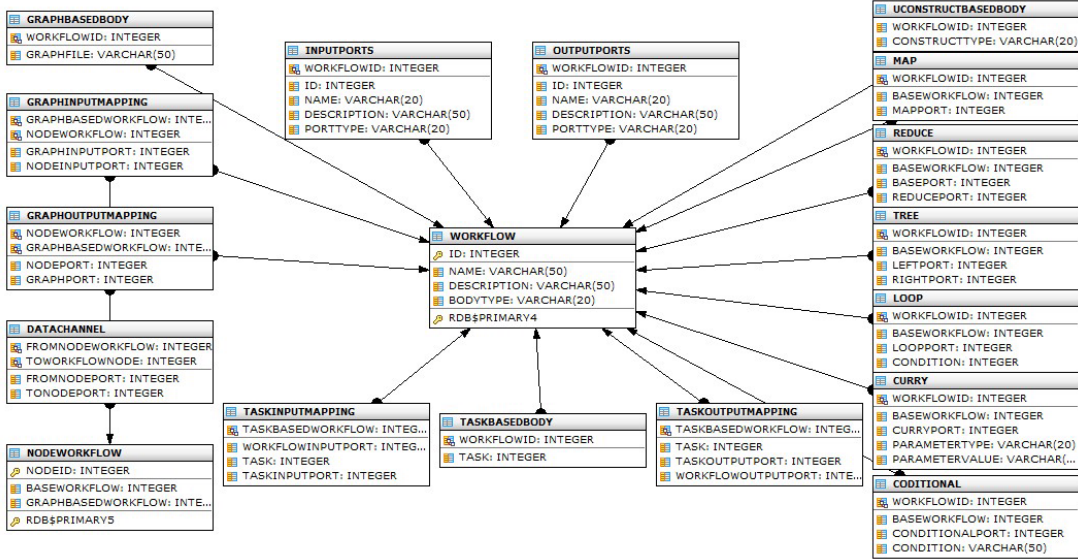 GRAPHBASEDBODY
WORKFLOWID: INTEGER
GRAPHFILE: VARCHAR(50)
GRAPHINPUTMAPPING
GRAPHBASEDWORKFLOW: INTE...
NODEWORKFLOW: INTEGER
GRAPHINPUTPORT: INTEGER
NODEINPUTPORT: INTEGER
GRAPHOUTPUTMAPPING
NODEWORKFLOW: INTEGER
GRAPHBASEDWORKFLOW: INTE...
NODEPORT: INTEGER
GRAPHPORT: INTEGER
DATACHANNEL
FROMNODEWORKFLOW: INTEGER
TOWORKFLOWNODE: INTEGER
FROMNODEPORT: INTEGER
TONODEPORT: INTEGER
NODEWORKFLOW
NODEID: INTEGER
BASEWORKFLOW: INTEGER
GRAPHBASEDWORKFLOW: INTE...
RDB$PRIMARY5
INPUTPORTS
WORKFLOWID: INTEGER
ID: INTEGER
NAME: VARCHAR(20)
DESCRIPTION: VARCHAR(50)
PORTTYPE: VARCHAR(20)
OUTPUTPORTS
WORKFLOWID: INTEGER
ID: INTEGER
NAME: VARCHAR(20)
DESCRIPTION: VARCHAR(50)
PORTTYPE: VARCHAR(20)
WORKFLOW
ID: INTEGER
NAME: VARCHAR(50)
DESCRIPTION: VARCHAR(50)
BODYTYPE: VARCHAR(20)
RDB$PRIMARY4
TASKINPUTMAPPING
TASKBASEDWORKFLOW: INTEG...
WORKFLOWINPUTPORT: INTEG...
TASK: INTEGER
TASKINPUTPORT: INTEGER
TASKBASEDBODY
WORKFLOWID: INTEGER
TASK: INTEGER
TASKOUTPUTMAPPING
TASKBASEDWORKFLOW: INTEG...
TASK: INTEGER
TASKOUTPUTPORT: INTEGER
WORKFLOWOUTPUTPORT: INTE...
UCONSTRUCTBASEDBODY
WORKFLOWID: INTEGER
CONSTRUCTTYPE: VARCHAR(20)
MAP
WORKFLOWID: INTEGER
BASEWORKFLOW: INTEGER
MAPPORT: INTEGER
REDUCE
WORKFLOWID: INTEGER
BASEWORKFLOW: INTEGER
BASEPORT: INTEGER
REDUCEPORT: INTEGER
TREE
WORKFLOWID: INTEGER
BASEWORKFLOW: INTEGER
LEFTPORT: INTEGER
RIGHTPORT: INTEGER
LOOP
WORKFLOWID: INTEGER
BASEWORKFLOW: INTEGER
LOOPPORT: INTEGER
CONDITION: INTEGER
CURRY
WORKFLOWID: INTEGER
BASEWORKFLOW: INTEGER
CURRYPORT: INTEGER
PARAMETERTYPE: VARCHAR(20)
PARAMETERVALUE: VARCHAR(...
CODITIONAL
WORKFLOWID: INTEGER
BASEWORKFLOW: INTEGER
CONDITIONALPORT: INTEGER
CONDITION: VARCHAR(50)